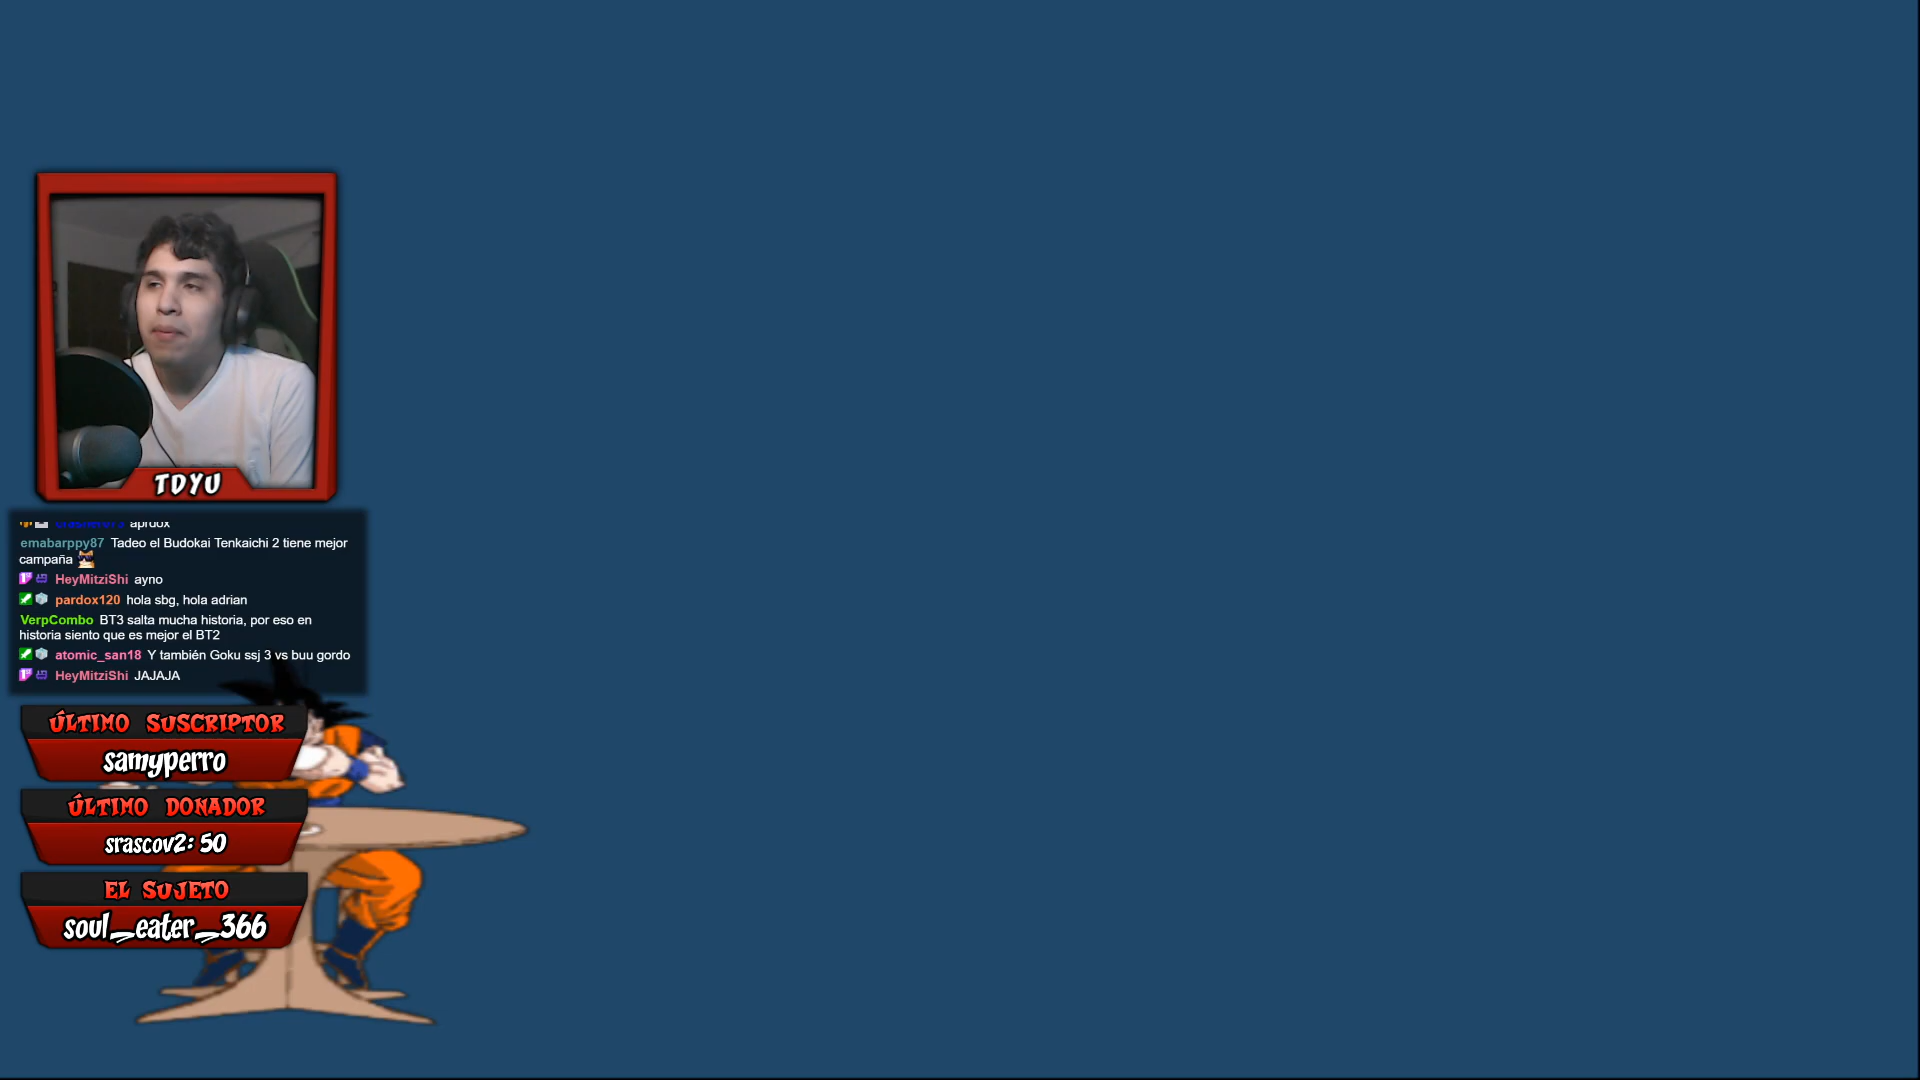 TDYU
aprdox
emabarppy87 Tadeo el Budokai Tenkaichi 2 tiene mejor
campaña
HeyMitziShi ayno
pardox120 hola sbg, hola adrian
VerpCombo BT3 salta mucha historia, por eso en
historia siento que es mejor el BT2
atomic_san18 Y también Goku ssj 3 vs buu gordo
HeyMitziShi JAJAJA
ÚLTIMO SUSCRIPTOR
samyperro
ÚLTIMO DONADOR
srascov2: 50
EL SUJETO
soul_eater_366